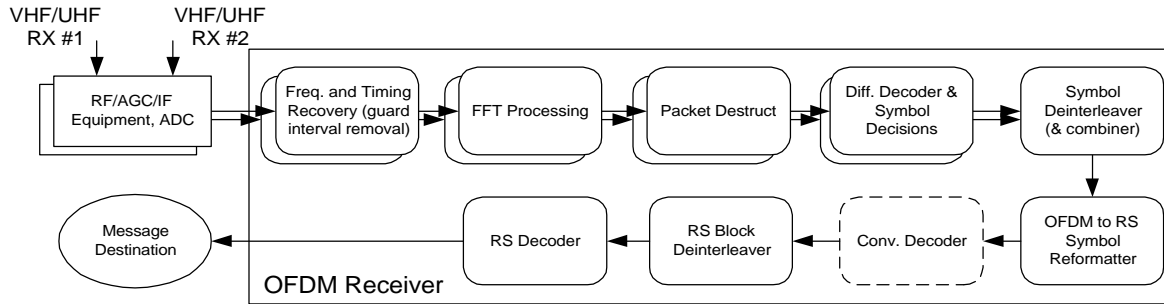 VHF/UHF
RX #1
VHF/UHF
RX #2
RF/AGC/IF
Equipment, ADC
Freq. and Timing
Recovery (guard
interval removal)
FFT Processing
Packet Destruct
Diff. Decoder &
Symbol
Decisions
Symbol
Deinterleaver
(& combiner)
Message
Destination
RS Decoder
RS Block
Deinterleaver
Conv. Decoder
OFDM to RS
Symbol
Reformatter
OFDM Receiver